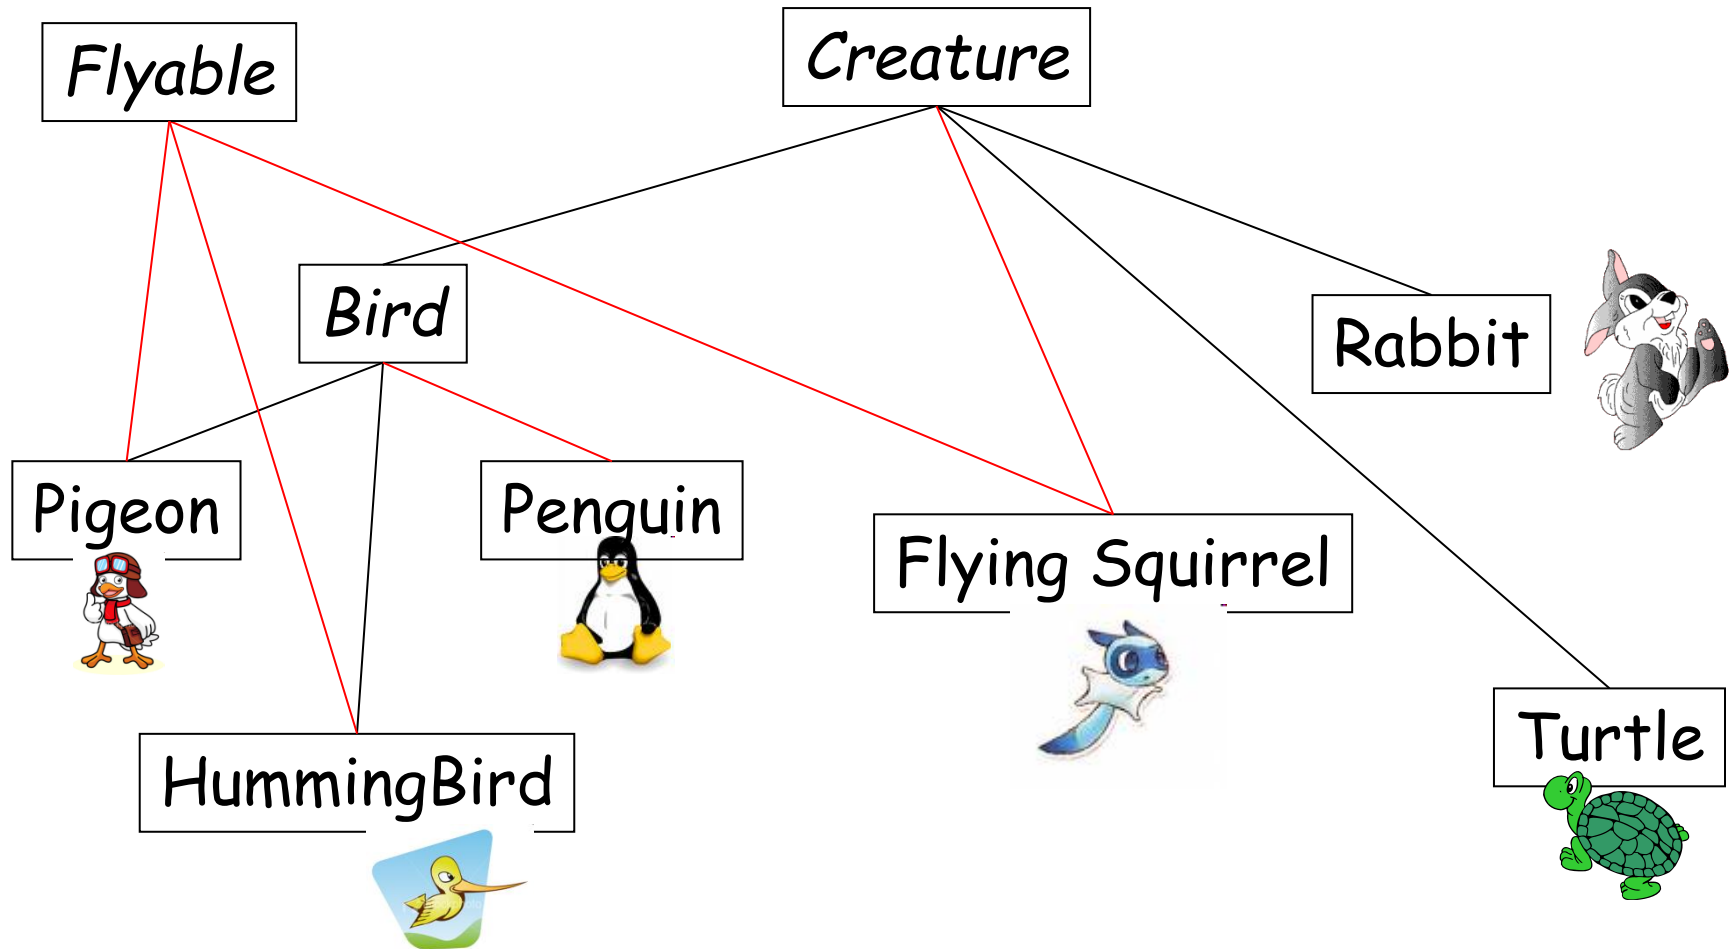 Flyable
Creature
Bird
Rabbit
Pigeon
Penguin
Flying Squirrel
Turtle
HummingBird